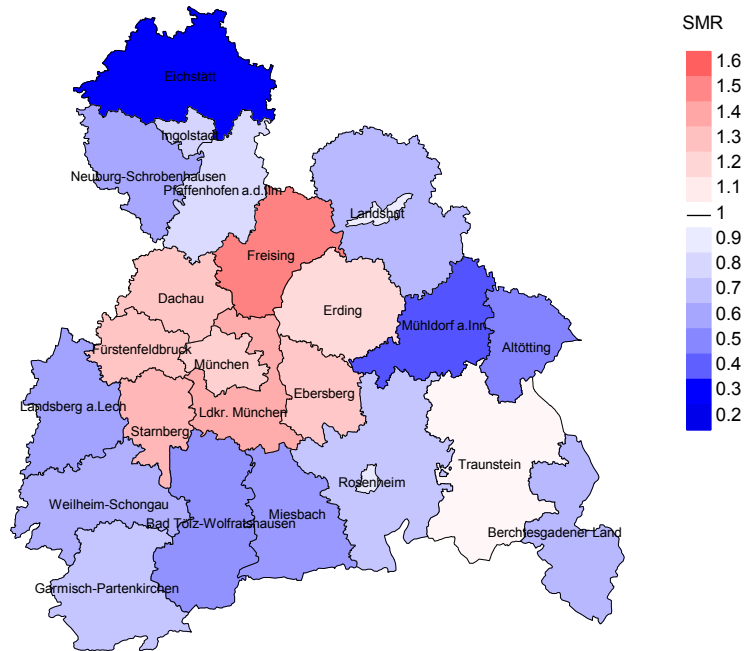 SMR
1.6
1.5
1.4
1.3
1.2
1.1
1
0.9
0.8
0.7
0.6
0.5
0.4
0.3
0.2
Eichstätt
Ingolstadt
Neuburg-Schrobenhausen
Pfaffenhofen a.d.Ilm
Landshst
Freising
Dachau
Erding
Mühldorf a.Inn
Altötting
Fürstenfeldbruck
München
Ebersberg
Landsberg a.Lech
Ldkr. München
Starnberg
Traunstein
Rosenheim
Weilheim-Schongau
Miesbach
Bad Tölz-Wolfratshausen
Berchtesgadener Land
Garmisch-Partenkirchen